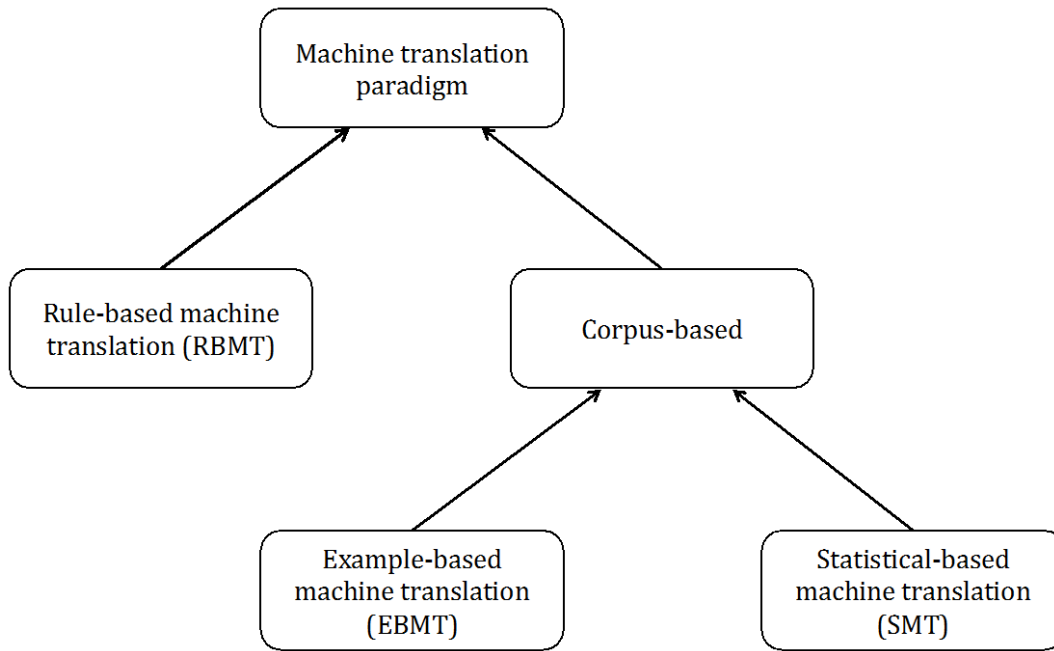 Machine translation
paradigm
Rule-based machine
translation (RBMT)
Corpus-based
Example-based
machine translation
(EBMT)
Statistical-based
machine translation
(SMT)